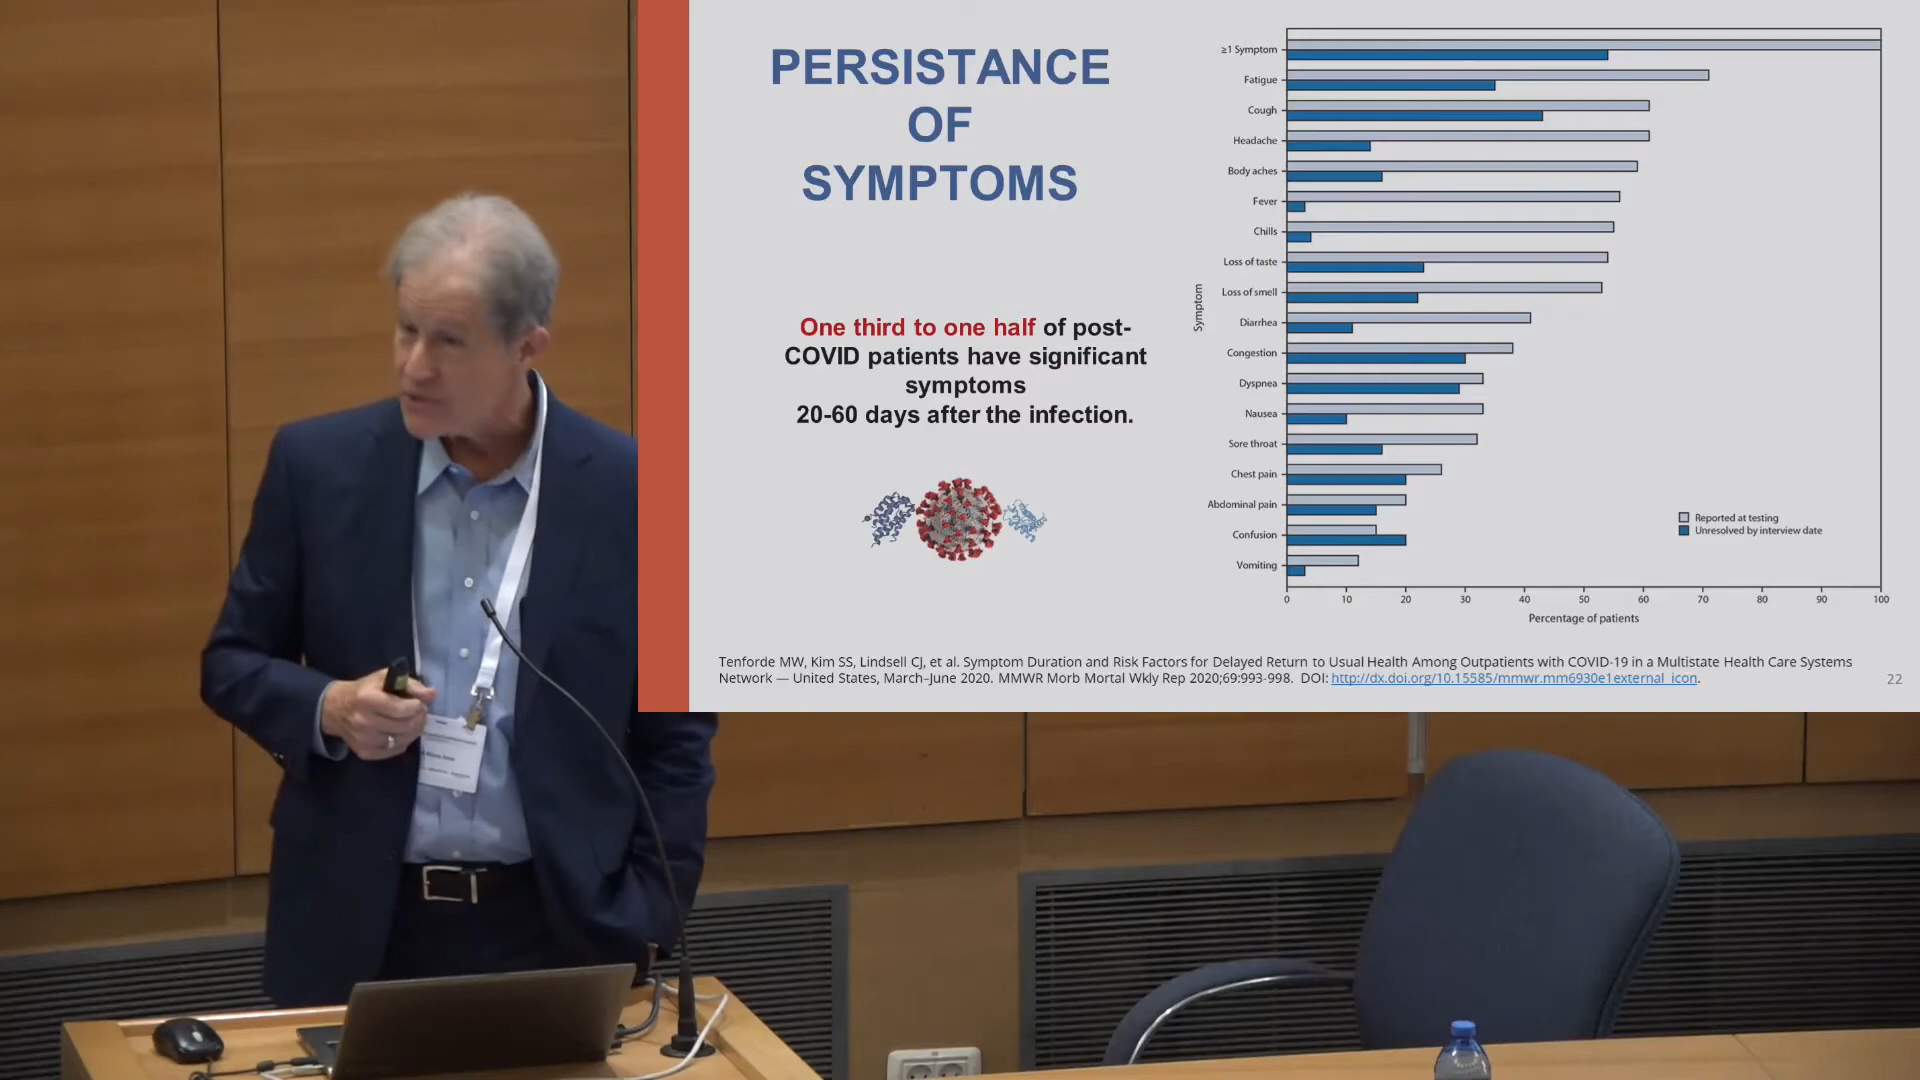 PERSISTANCE
OF
SYMPTOMS
One third to one half of post-
COVID patients have significant
symptoms
20-60 days after the infection.
Symptom
≥1 Symptom
Fatigue
Cough
Headache
Body aches
Fever
Chills
Loss of taste
Loss of smell
Diarrhea
Congestion
Dyspnea
Nausea
Sore throat
Chest pain
Abdominal pain
Confusion
Vomiting
Reported at testing
Unresolved by interview date
0 10 20 30 40 50 60 70 80 90 100
Percentage of patients
Tenforde MW, Kim SS, Lindsell CJ, et al. Symptom Duration and Risk Factors for Delayed Return to Usual Health Among Outpatients with COVID-19 in a Multistate Health Care Systems
Network — United States, March–June 2020. MMWR Morb Mortal Wkly Rep 2020;69:993-998. DOI: http://dx.doi.org/10.15585/mmwr.mm6930e1external icon.
22